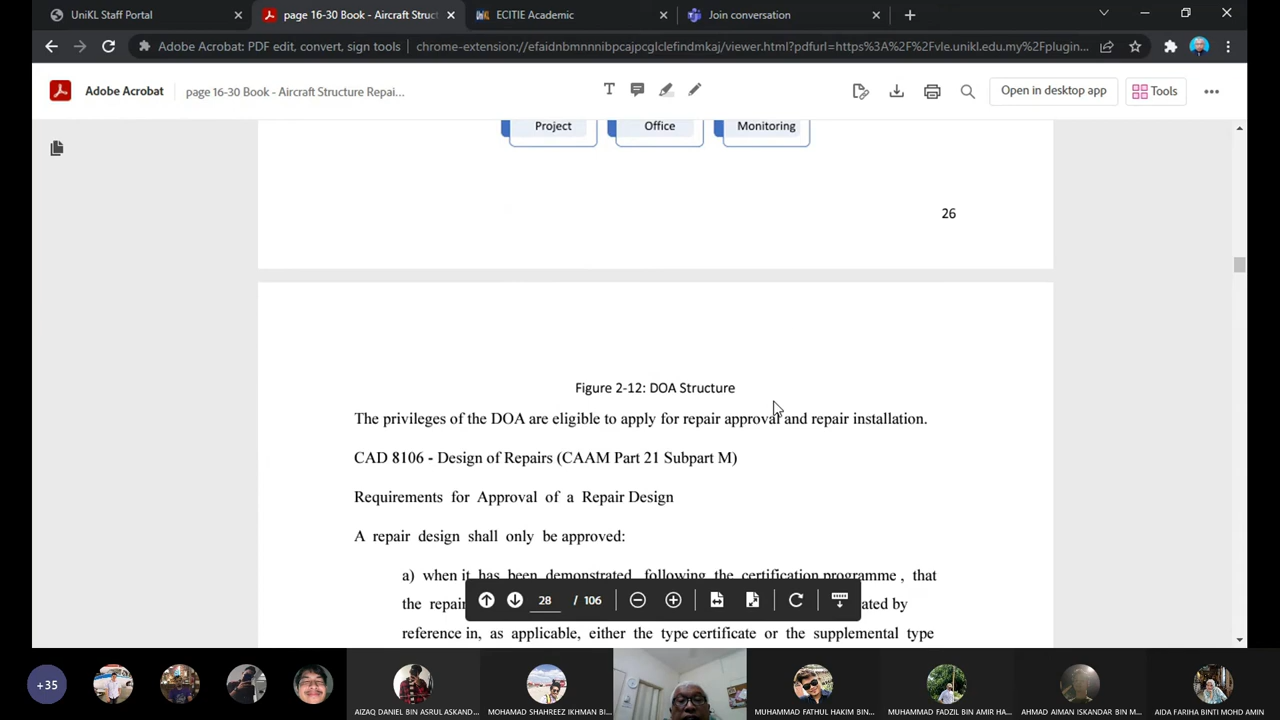 UniKL Staff Portal
page 16-30 Book - Aircraft Struct
ECITIE Academic
Join conversation
Adobe Acrobat: PDF edit, convert, sign tools
chrome-extension://efaidnbmnnnibpcajpcglclefindmkaj/viewer.html?pdfurl=https%3A%2F%2Fvle.unikl.edu.my%2Fplugin...
Adobe Acrobat
page 16-30 Book - Aircraft Structure Repai...
Open in desktop app
Tools
Project
Office
Monitoring
26
Figure 2-12: DOA Structure
The privileges of the DOA are eligible to apply for repair approval and repair installation.
CAD 8106 - Design of Repairs (CAAM Part 21 Subpart M)
Requirements for Approval of a Repair Design
A repair design shall only be approved:
a) when it has been demonstrated, following the certification programme , that
the repair ated by
reference in, as applicable, either the type certificate or the supplemental type
28 / 106
+35
AIZAQ DANIEL BIN ASRUL ASKAND...
MOHAMAD SHAHREEZ IKHMAN BI...
MUHAMMAD FATHUL HAKIM BIN...
MUHAMMAD FADZIL BIN AMIR HA...
AHMAD AIMAN ISKANDAR BIN M...
AIDA FARIHA BINTI MOHD AMIN